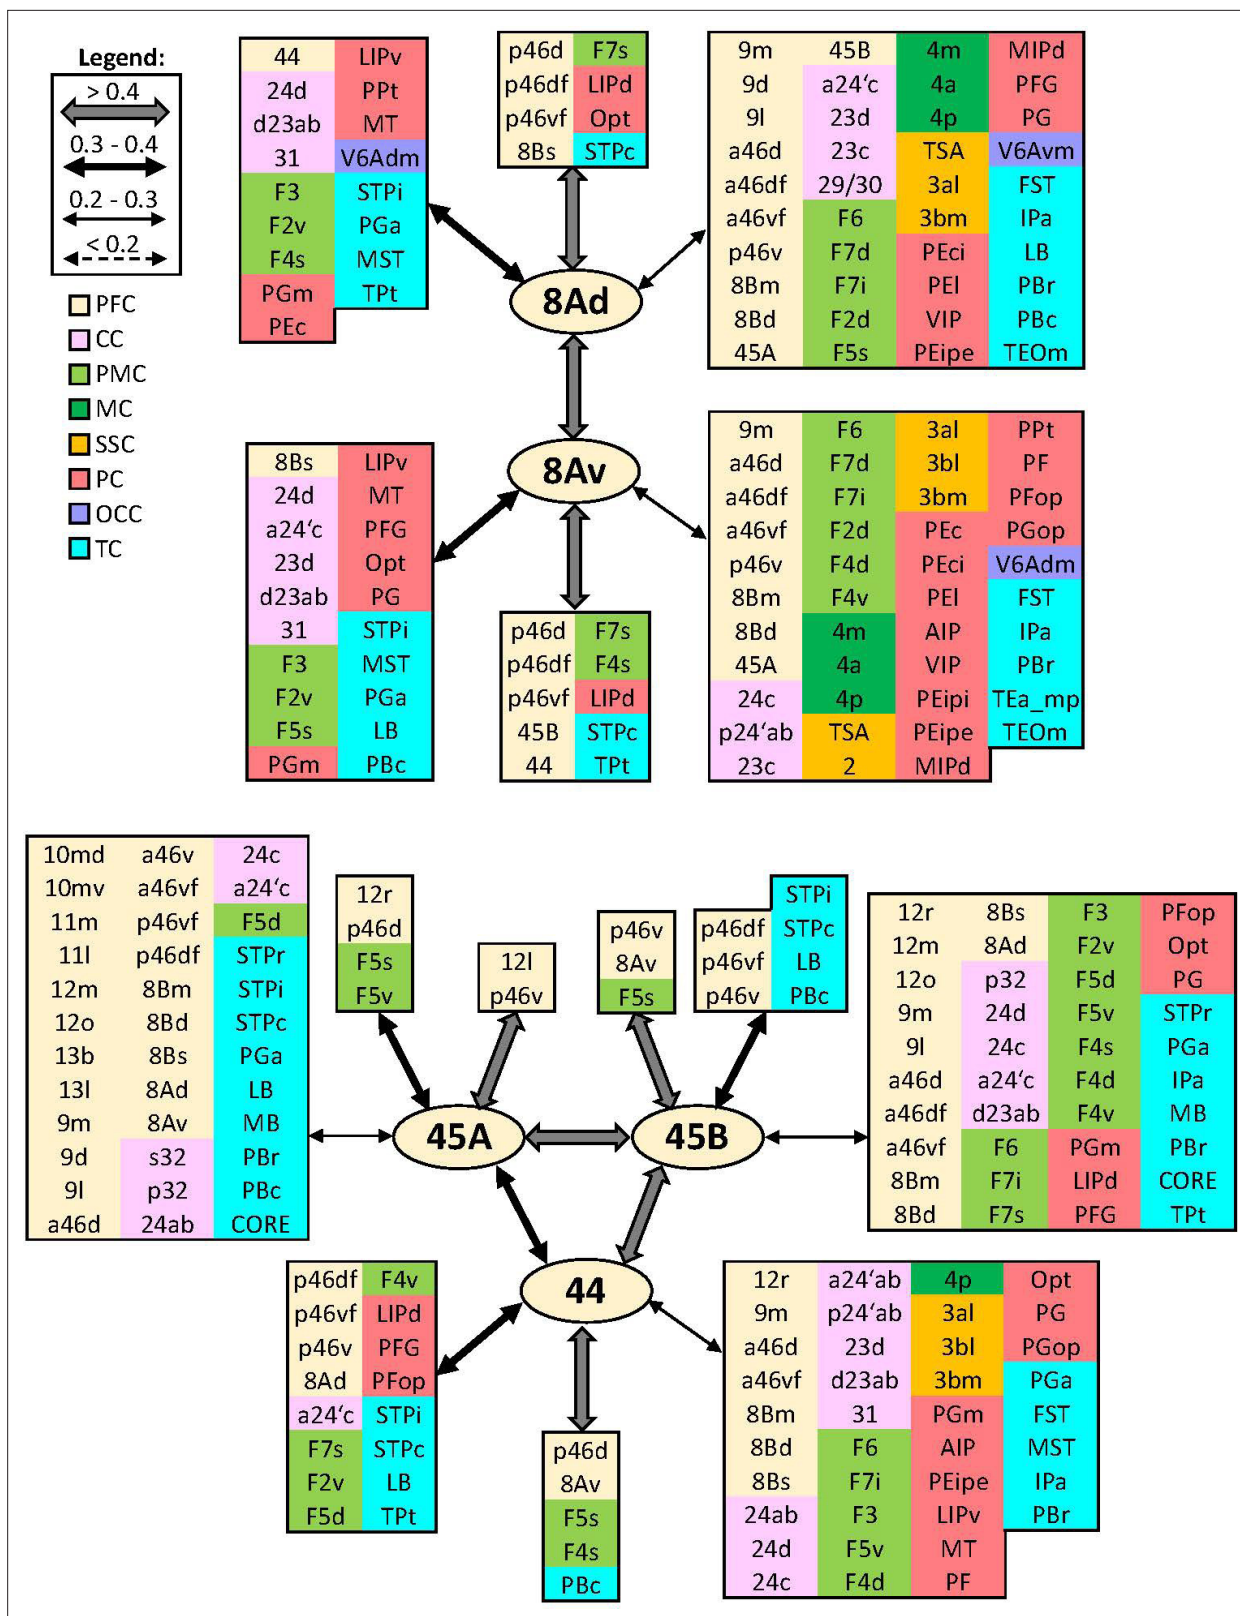 Legend:
> 0.4
0.3 - 0.4
0.2 - 0.3
< 0.2
PFC
CC
PMC
MC
SSC
PC
OCC
TC
44 LIPv
24d PPt
d23ab MT
31 V6Adm
F3 STPi
F2v PGa
F4s MST
PGm TPt
PEc
p46d F7s
p46df LIPd
p46vf Opt
8Bs STPc
9m 45B 4m MIPd
9d a24‘c 4a PFG
9l 23d 4p PG
a46d 23c TSA V6Avm
a46df 29/30 3al FST
a46vf F6 3bm IPa
p46v F7d PEci LB
8Bm F7i PEl PBr
8Bd F2d VIP PBc
45A F5s PEipe TEOm
8Ad
8Av
8Bs LIPv
24d MT
a24‘c PFG
23d Opt
d23ab PG
31 STPi
F3 MST
F2v PGa
F5s LB
PGm PBc
p46d F7s
p46df F4s
p46vf LIPd
45B STPc
44 TPt
9m F6 3al PPt
a46d F7d 3bl PF
a46df F7i 3bm PFop
a46vf F2d PEc PGop
p46v F4d PEci V6Adm
8Bm F4v PEl FST
8Bd 4m AIP IPa
45A 4a VIP PBr
24c 4p PEipi TEa_mp
p24‘ab TSA PEipe TEOm
23c 2 MIPd
10md a46v 24c
10mv a46vf a24‘c
11m p46vf F5d
11l p46df STPr
12m 8Bm STPi
12o 8Bd STPc
13b 8Bs PGa
13l 8Ad LB
9m 8Av MB
9d s32 PBr
9l p32 PBc
a46d 24ab CORE
12r
p46d
F5s
F5v
12l
p46v
p46v
8Av
F5s
STPi
p46df STPc
p46vf LB
p46v PBc
12r 8Bs F3 PFop
12m 8Ad F2v Opt
12o p32 F5d PG
9m 24d F5v STPr
9l 24c F4s PGa
a46d a24‘c F4d IPa
a46df d23ab F4v MB
a46vf F6 PGm PBr
8Bm F7i LIPd CORE
8Bd F7s PFG TPt
45A
45B
44
p46df F4v
p46vf LIPd
p46v PFG
8Ad PFop
a24‘c STPi
F7s STPc
F2v LB
F5d TPt
p46d
8Av
F5s
F4s
PBc
12r a24‘ab 4p Opt
9m p24‘ab 3al PG
a46d 23d 3bl PGop
a46vf d23ab 3bm PGa
8Bm 31 PGm FST
8Bd F6 AIP MST
8Bs F7i PEipe IPa
24ab F3 LIPv PBr
24d F5v MT
24c F4d PF